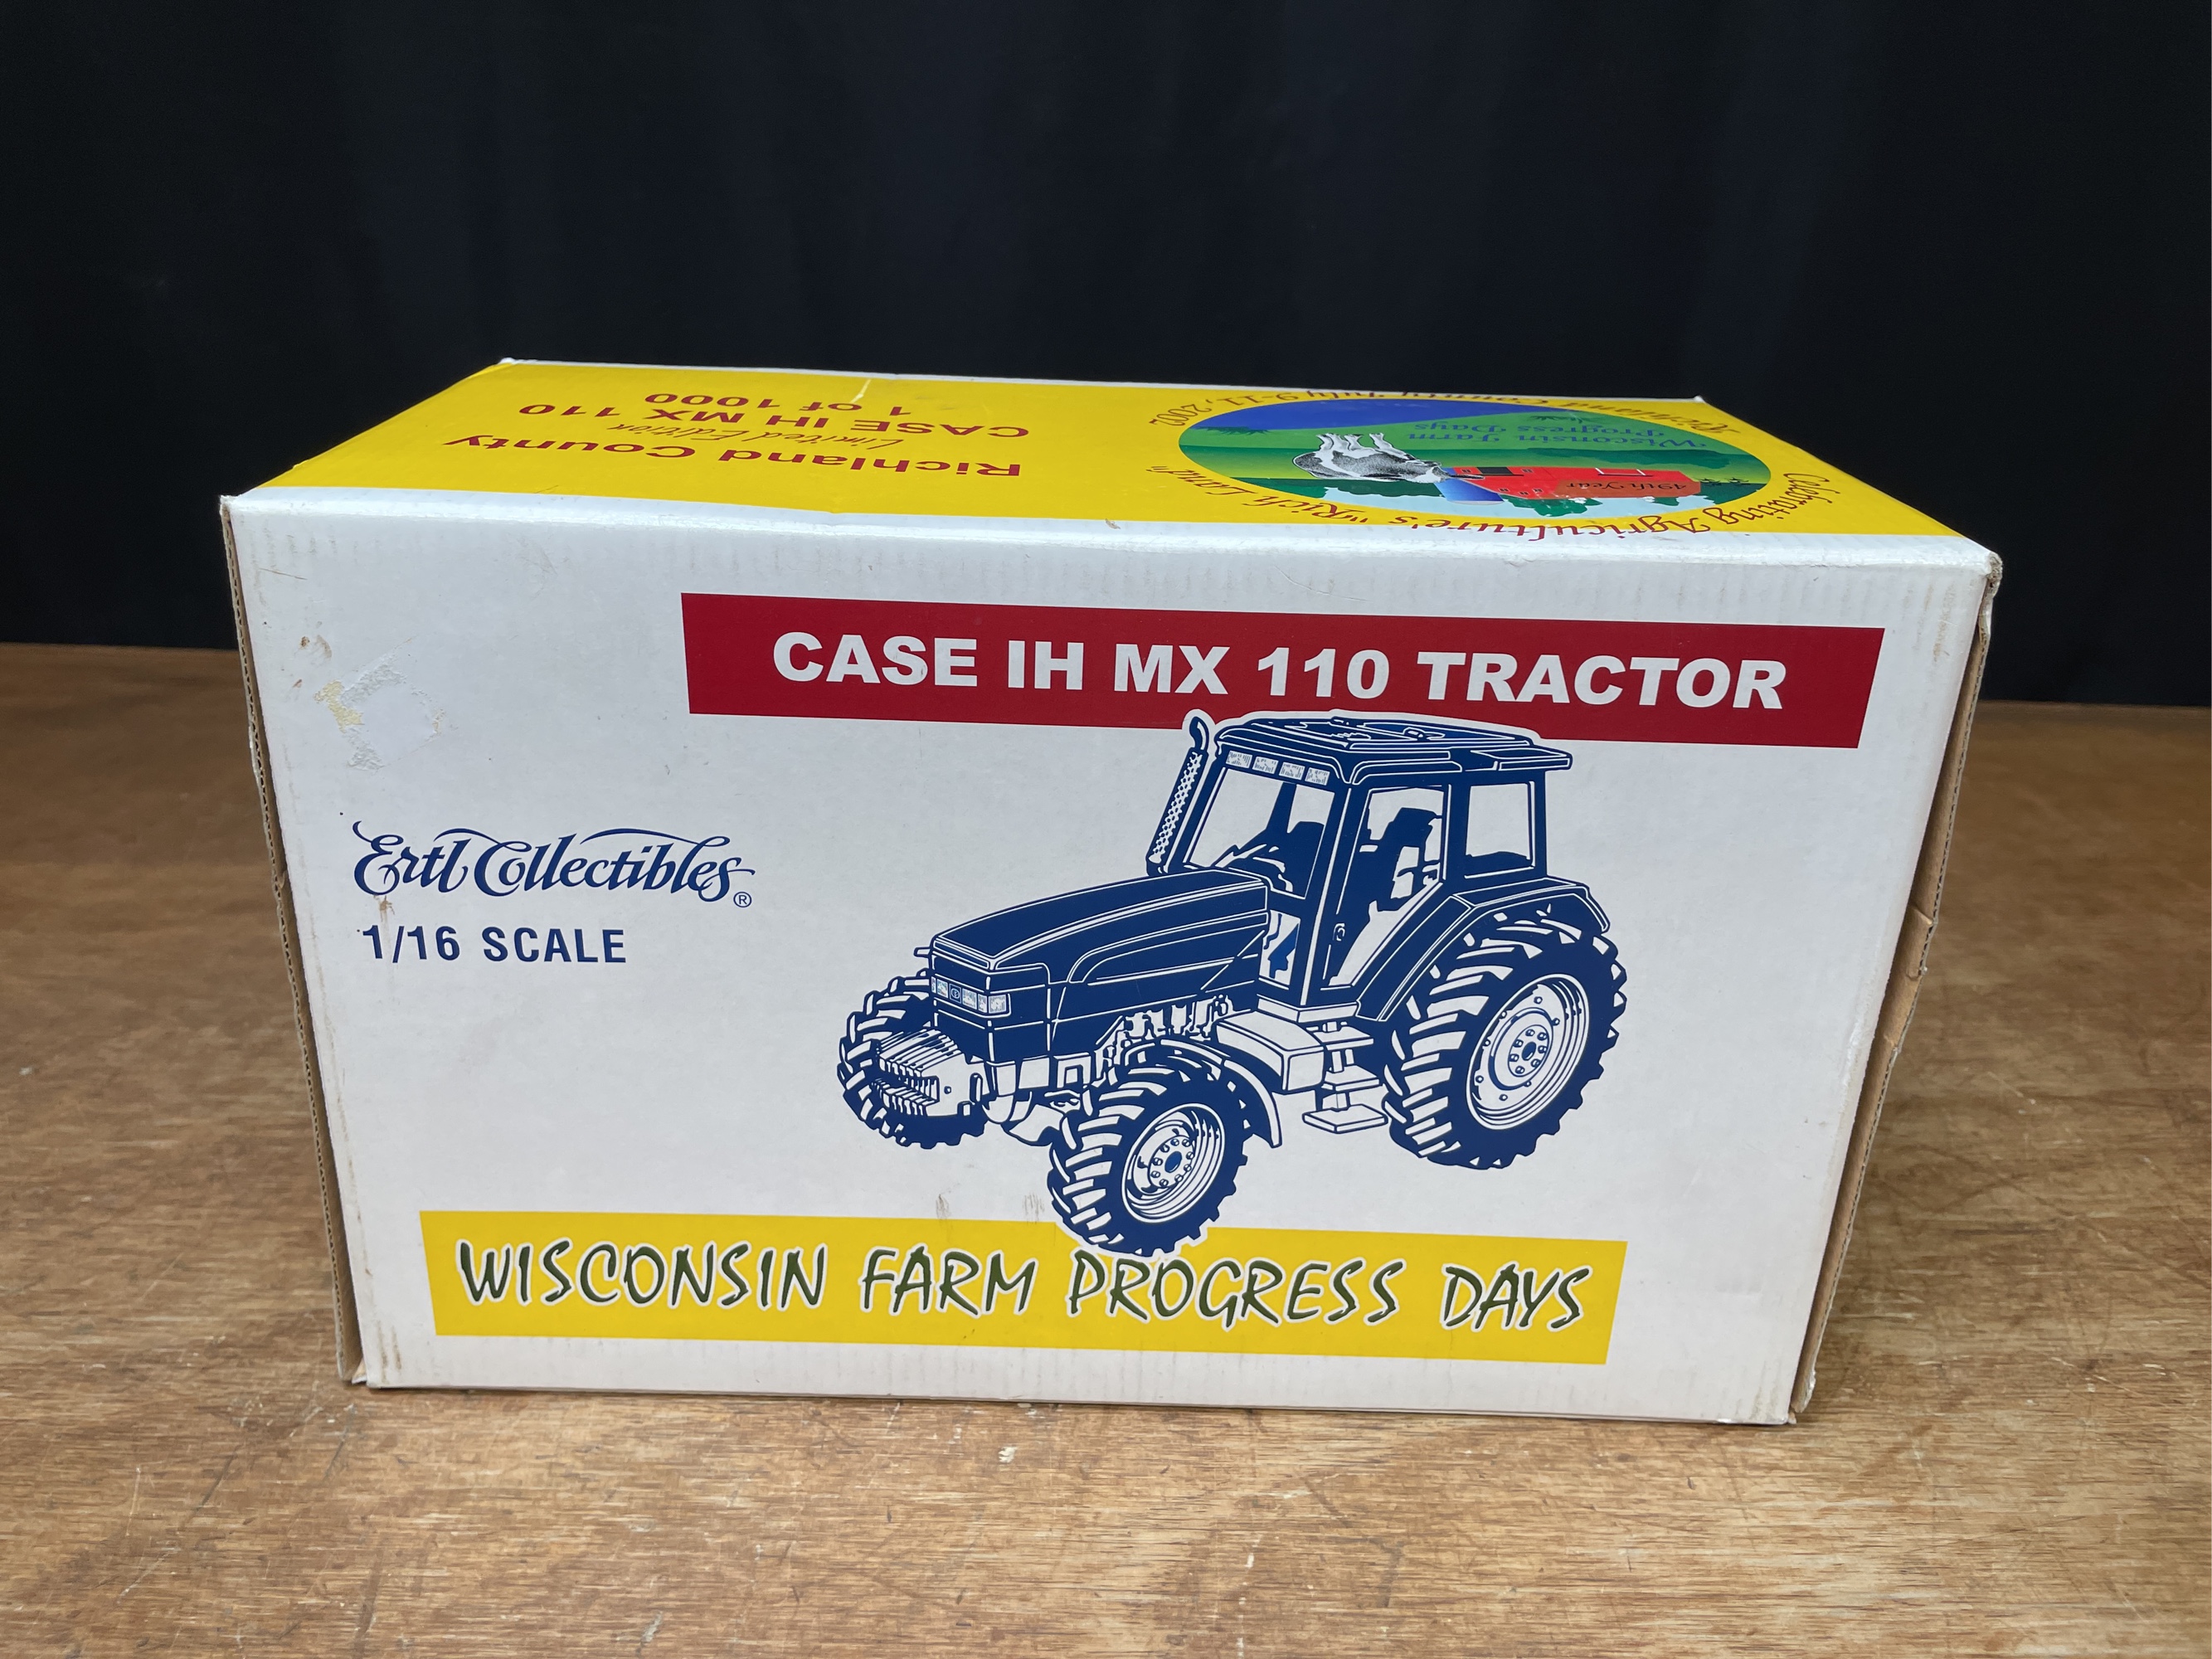 Richland County
Limited Edition
CASE IH MX 110
1 of 1000
Celebrating Agriculture's "Rich Land"
49th Year
Wisconsin Farm
Progress Days
Richland County July 9-11, 2002
CASE IH MX 110 TRACTOR
Ertl Collectibles®
1/16 SCALE
WISCONSIN FARM PROGRESS DAYS